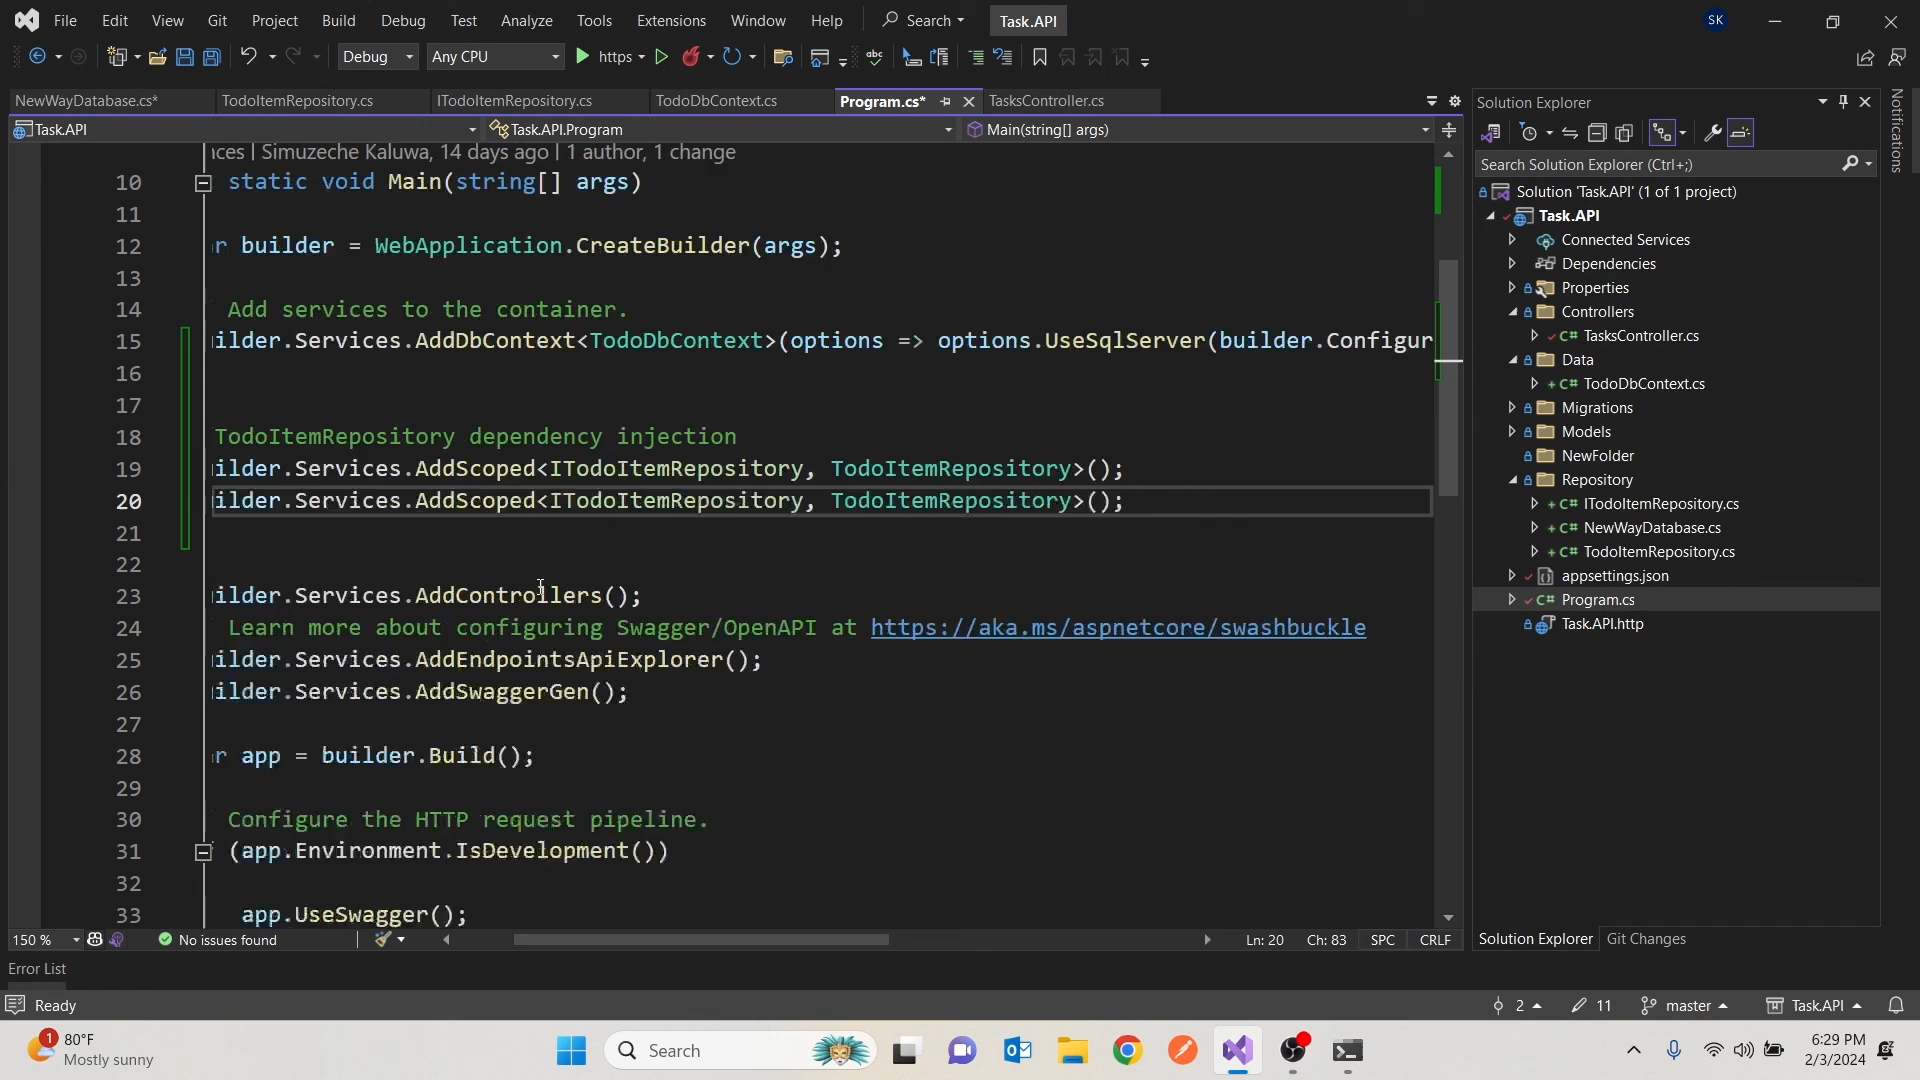 File Edit View Git Project Build Debug Test Analyze Tools Extensions Window Help Search Task.API SK
Debug Any CPU https
NewWayDatabase.cs* TodoItemRepository.cs ITodoItemRepository.cs TodoDbContext.cs Program.cs* TasksController.cs
Task.API Task.API.Program Main(string[] args)
nces | Simuzeche Kaluwa, 14 days ago | 1 author, 1 change
10 static void Main(string[] args)
11
12 r builder = WebApplication.CreateBuilder(args);
13
14 Add services to the container.
15 ilder.Services.AddDbContext<TodoDbContext>(options => options.UseSqlServer(builder.Configur
16
17
18 TodoItemRepository dependency injection
19 ilder.Services.AddScoped<ITodoItemRepository, TodoItemRepository>();
20 ilder.Services.AddScoped<ITodoItemRepository, TodoItemRepository>();
21
22
23 ilder.Services.AddControllers();
24 Learn more about configuring Swagger/OpenAPI at https://aka.ms/aspnetcore/swashbuckle
25 ilder.Services.AddEndpointsApiExplorer();
26 ilder.Services.AddSwaggerGen();
27
28 r app = builder.Build();
29
30 Configure the HTTP request pipeline.
31 (app.Environment.IsDevelopment())
32
33 app.UseSwagger();
150 % No issues found Ln: 20 Ch: 83 SPC CRLF
Solution Explorer
Search Solution Explorer (Ctrl+;)
Solution 'Task.API' (1 of 1 project)
Task.API
Connected Services
Dependencies
Properties
Controllers
C# TasksController.cs
Data
C# TodoDbContext.cs
Migrations
Models
NewFolder
Repository
C# ITodoItemRepository.cs
C# NewWayDatabase.cs
C# TodoItemRepository.cs
appsettings.json
C# Program.cs
Task.API.http
Solution Explorer Git Changes
Notifications
Error List
Ready 2 11 master Task.API
1 80°F
Mostly sunny
Search
6:29 PM
2/3/2024